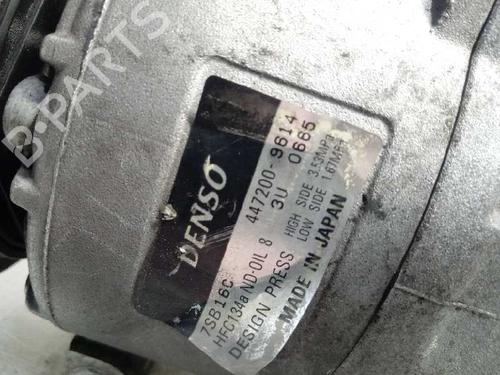 B-PARTS
DENSO
7SB16C 447200-9614
HFC134a ND-OIL 8 3U 0665
DESIGN PRESS HIGH SIDE 3.53MPa
LOW SIDE 1.67MPa
MADE IN JAPAN